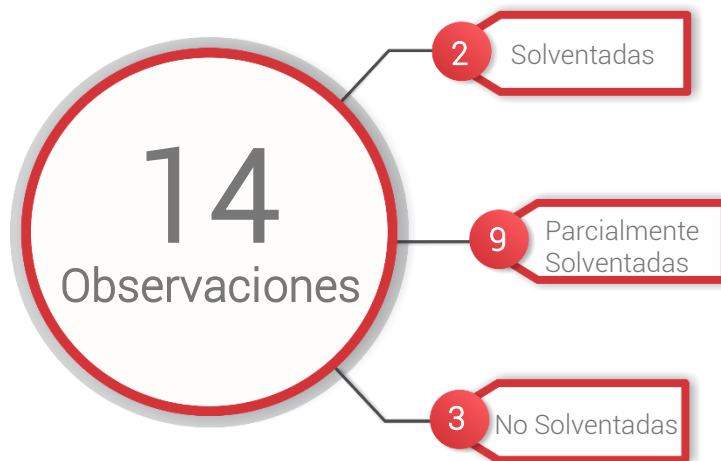 14
Observaciones
2
Solventadas
9
Parcialmente
Solventadas
3
No Solventadas